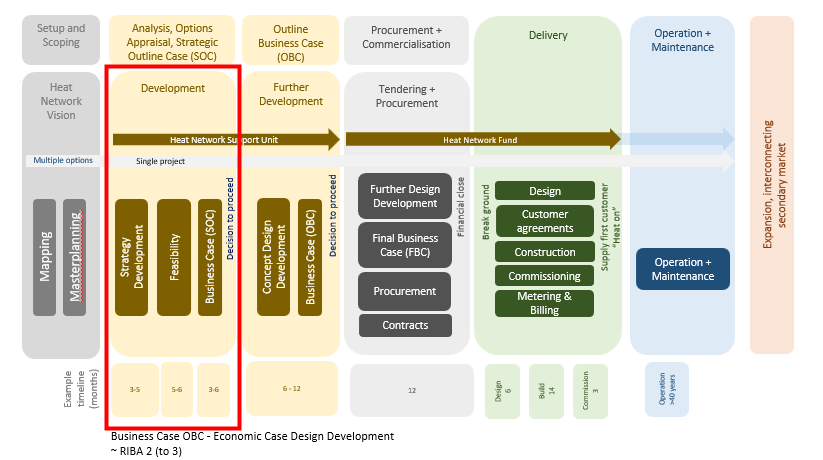 Setup and
Scoping
Analysis, Options
Appraisal, Strategic
Outline Case (SOC)
Outline
Business Case
(OBC)
Procurement +
Commercialisation
Delivery
Operation +
Maintenance
Heat
Network
Vision
Development
Further
Development
Tendering +
Procurement
Heat Network Support Unit
Heat Network Fund
Multiple options
Single project
Mapping
Masterplanning
Strategy
Development
Feasibility
Business Case (SOC)
Decision to proceed
Concept Design
Development
Business Case (OBC)
Decision to proceed
Further Design
Development
Final Business
Case (FBC)
Procurement
Contracts
Financial close
Break ground
Design
Customer
agreements
Construction
Commissioning
Metering &
Billing
Supply first customer
"Heat on"
Operation +
Maintenance
Expansion, interconnecting
secondary market
Example
timeline
(months)
3-5
5-6
3-6
6 - 12
12
Design
6
Build
14
Commission
3
Operation
>40 years
Business Case OBC - Economic Case Design Development
~ RIBA 2 (to 3)